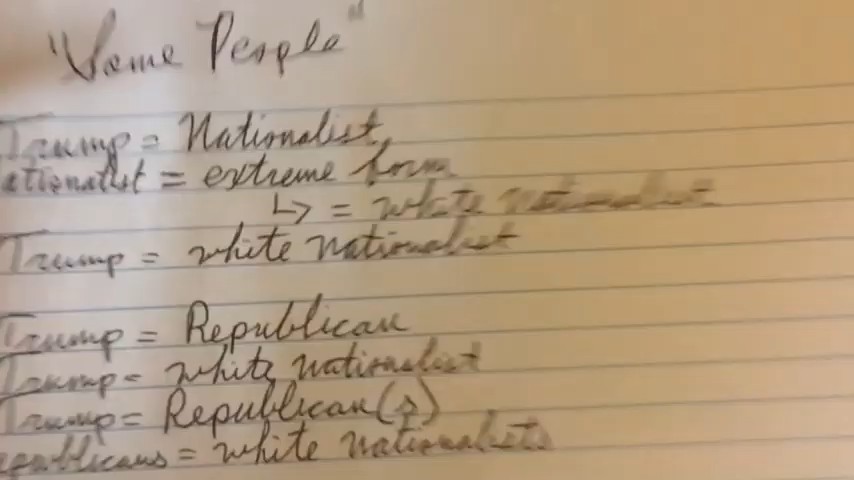 "Some People"
Trump = Nationalist
ationalist = extreme form
↳ = white nationalist
Trump = white nationalist
Trump = Republican
Trump = white nationalist
Trump = Republican(s)
epublicans = white nationalists